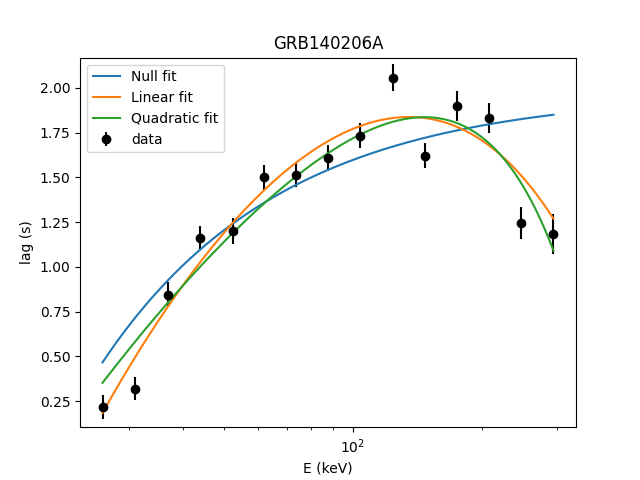 GRB140206A
Null fit
Linear fit
Quadratic fit
data
lag (s)
2.00
1.75
1.50
1.25
1.00
0.75
0.50
0.25
10²
E (keV)